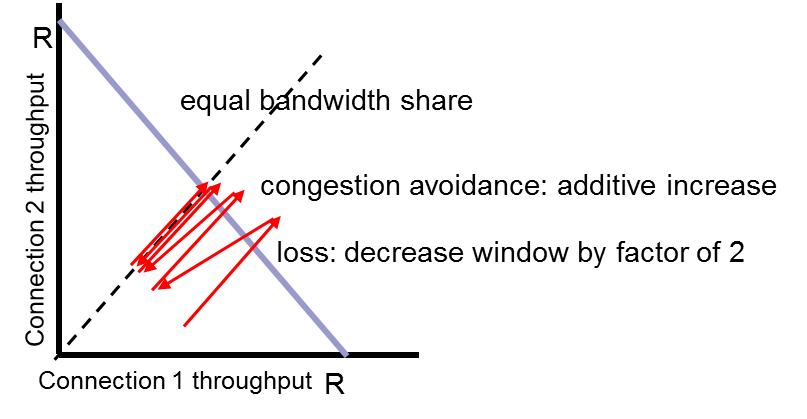 R
equal bandwidth share
congestion avoidance: additive increase
loss: decrease window by factor of 2
Connection 2 throughput
Connection 1 throughput
R